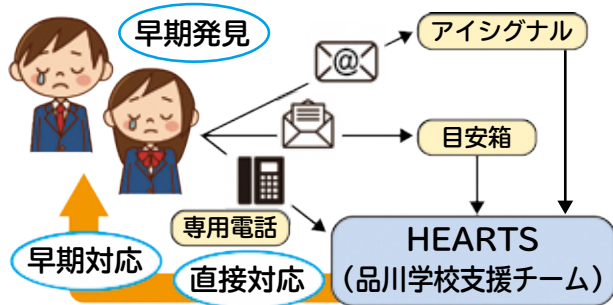 早期発見
アイシグナル
@
目安箱
専用電話
HEARTS
(品川学校支援チーム)
早期対応
直接対応